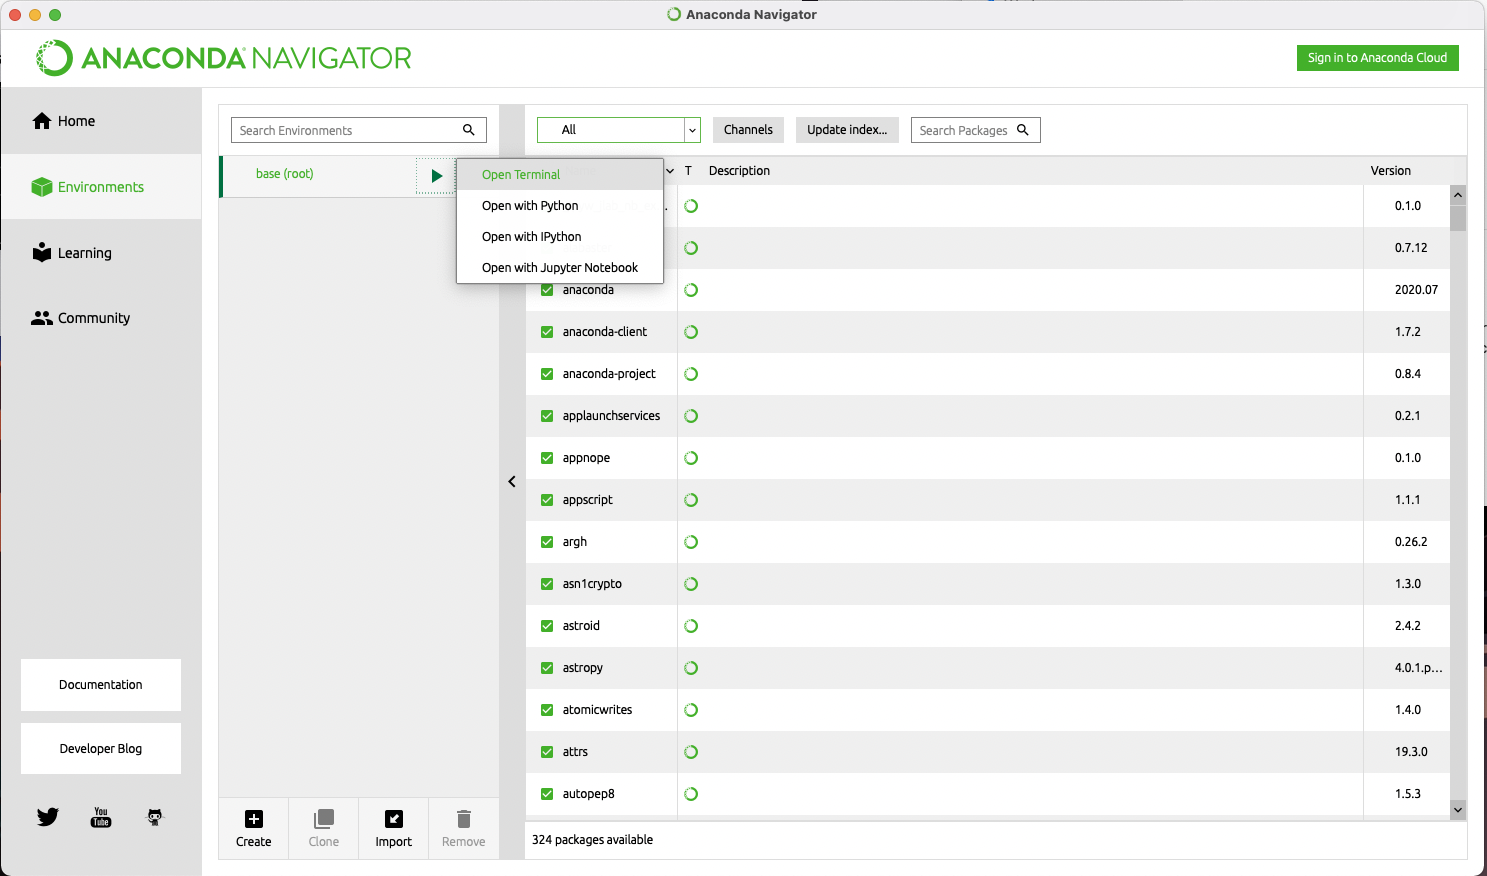 Anaconda Navigator
ANACONDA NAVIGATOR
Sign in to Anaconda Cloud
Home
Environments
Learning
Community
Documentation
Developer Blog
You
Tube
Search Environments
base (root)
Open Terminal
Open with Python
Open with IPython
Open with Jupyter Notebook
Create
Clone
Import
Remove
All
Channels
Update index...
Search Packages
T
Description
Version
0.1.0
0.7.12
anaconda
2020.07
anaconda-client
1.7.2
anaconda-project
0.8.4
applaunchservices
0.2.1
appnope
0.1.0
appscript
1.1.1
argh
0.26.2
asn1crypto
1.3.0
astroid
2.4.2
astropy
4.0.1.p...
atomicwrites
1.4.0
attrs
19.3.0
autopep8
1.5.3
324 packages available